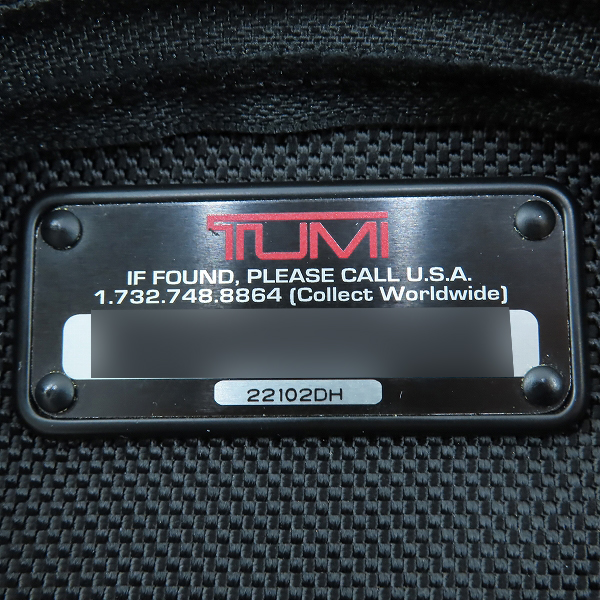 TUMI
IF FOUND, PLEASE CALL U.S.A.
1.732.748.8864 (Collect Worldwide)
22102DH